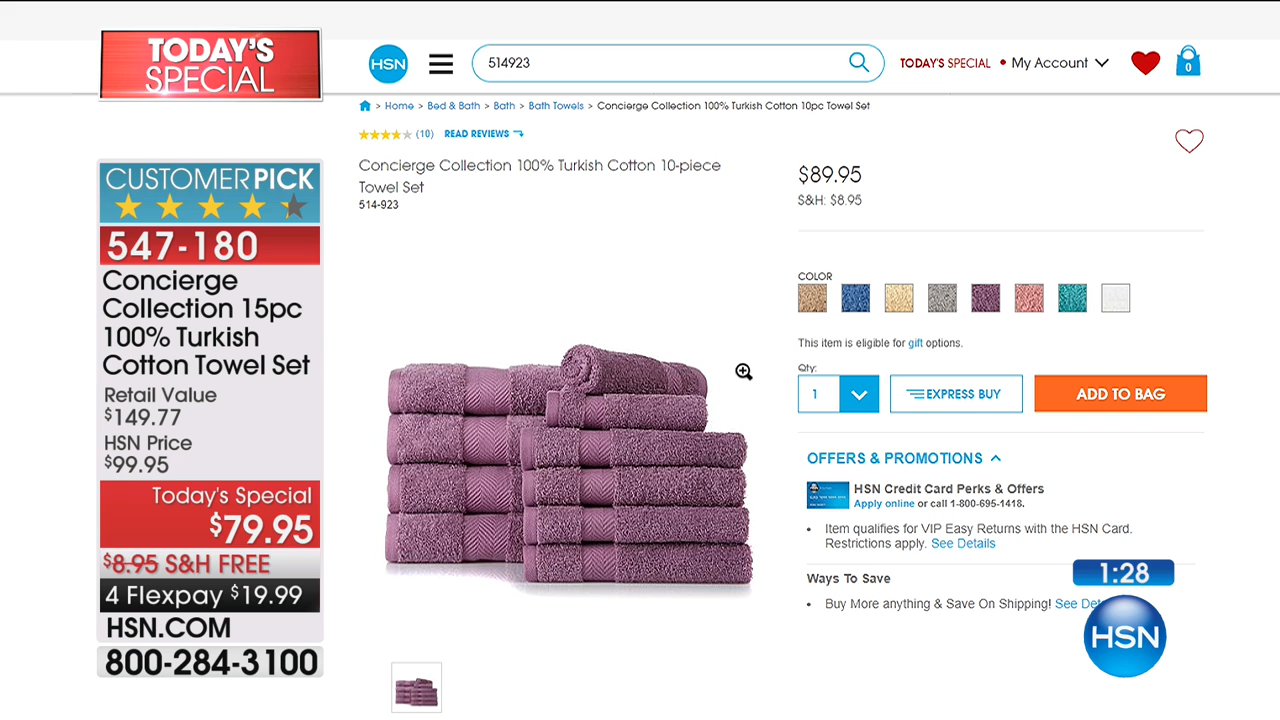 TODAY'S
SPECIAL
CUSTOMER PICK
547-180
Concierge
Collection 15pc
100% Turkish
Cotton Towel Set
Retail Value
$149.77
HSN Price
$99.95
Today's Special
$79.95
$8.95 S&H FREE
4 Flexpay $19.99
HSN.COM
800-284-3100
HSN
514923
TODAY'S SPECIAL • My Account
0
> Home > Bed & Bath > Bath > Bath Towels > Concierge Collection 100% Turkish Cotton 10pc Towel Set
(10) READ REVIEWS
Concierge Collection 100% Turkish Cotton 10-piece
Towel Set
514-923
$89.95
S&H: $8.95
COLOR
This item is eligible for gift options.
Qty:
1
EXPRESS BUY
ADD TO BAG
OFFERS & PROMOTIONS
HSN Credit Card Perks & Offers
Apply online or call 1-800-695-1418.
• Item qualifies for VIP Easy Returns with the HSN Card.
Restrictions apply. See Details
Ways To Save
• Buy More anything & Save On Shipping! See
1:28
HSN